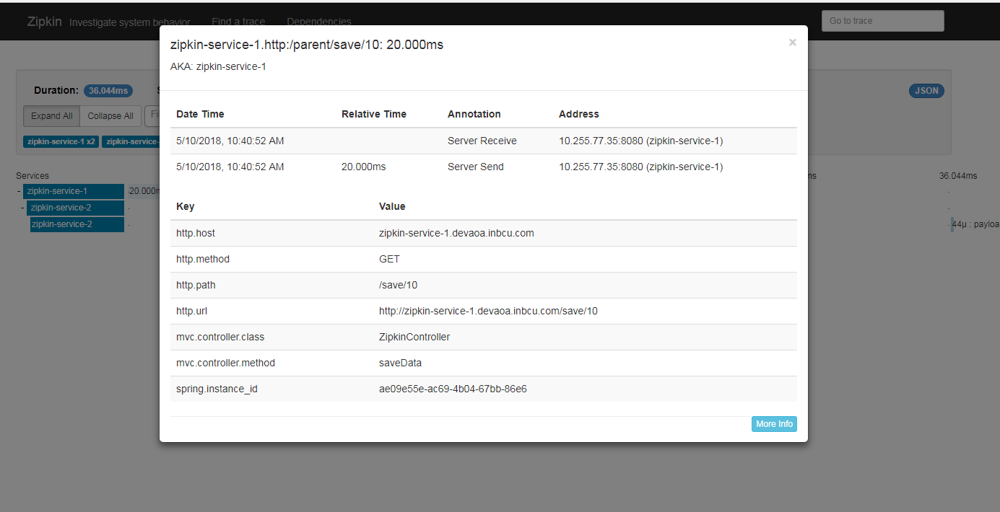 Zipkin Investigate system behavior Find a trace Dependencies Go to trace
zipkin-service-1.http:/parent/save/10: 20.000ms
×
AKA: zipkin-service-1
Duration: 36.044ms
JSON
Expand All Collapse All
zipkin-service-1 x2 zipkin-service-
Date Time Relative Time Annotation Address
5/10/2018, 10:40:52 AM Server Receive 10.255.77.35:8080 (zipkin-service-1)
5/10/2018, 10:40:52 AM 20.000ms Server Send 10.255.77.35:8080 (zipkin-service-1)
Services
ms 36.044ms
- zipkin-service-1 20.000m
- zipkin-service-2
zipkin-service-2
44μ : payloa
Key Value
http.host zipkin-service-1.devaoa.inbcu.com
http.method GET
http.path /save/10
http.url http://zipkin-service-1.devaoa.inbcu.com/save/10
mvc.controller.class ZipkinController
mvc.controller.method saveData
spring.instance_id ae09e55e-ac69-4b04-67bb-86e6
More Info